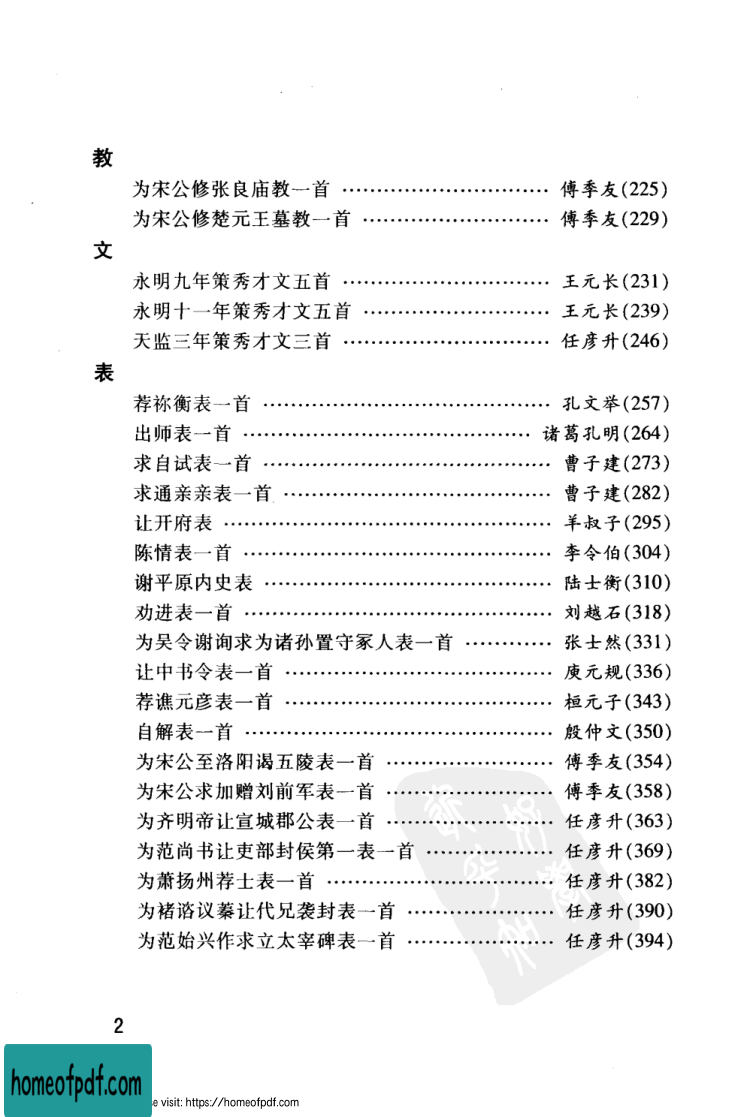 教
为宋公修张良庙教一首 …………………………… 傅季友(225)
为宋公修楚元王墓教一首 ………………………… 傅季友(229)
文
永明九年策秀才文五首 …………………………… 王元长(231)
永明十一年策秀才文五首 ………………………… 王元长(239)
天监三年策秀才文三首 …………………………… 任彦升(246)
表
荐祢衡表一首 ……………………………………… 孔文举(257)
出师表一首 ……………………………………… 诸葛孔明(264)
求自试表一首 ……………………………………… 曹子建(273)
求通亲亲表一首 …………………………………… 曹子建(282)
让开府表 …………………………………………… 羊叔子(295)
陈情表一首 ………………………………………… 李令伯(304)
谢平原内史表 ……………………………………… 陆士衡(310)
劝进表一首 ………………………………………… 刘越石(318)
为吴令谢询求为诸孙置守冢人表一首 ………… 张士然(331)
让中书令表一首 …………………………………… 庾元规(336)
荐谯元彦表一首 …………………………………… 桓元子(343)
自解表一首 ………………………………………… 殷仲文(350)
为宋公至洛阳谒五陵表一首 ……………………… 傅季友(354)
为宋公求加赠刘前军表一首 ……………………… 傅季友(358)
为齐明帝让宣城郡公表一首 ……………………… 任彦升(363)
为范尚书让吏部封侯第一表一首 ……………… 任彦升(369)
为萧扬州荐士表一首 ……………………………… 任彦升(382)
为褚谘议蓁让代兄袭封表一首 ………………… 任彦升(390)
为范始兴作求立太宰碑表一首 ………………… 任彦升(394)
2
homeofpdf.com
e visit: https://homeofpdf.com